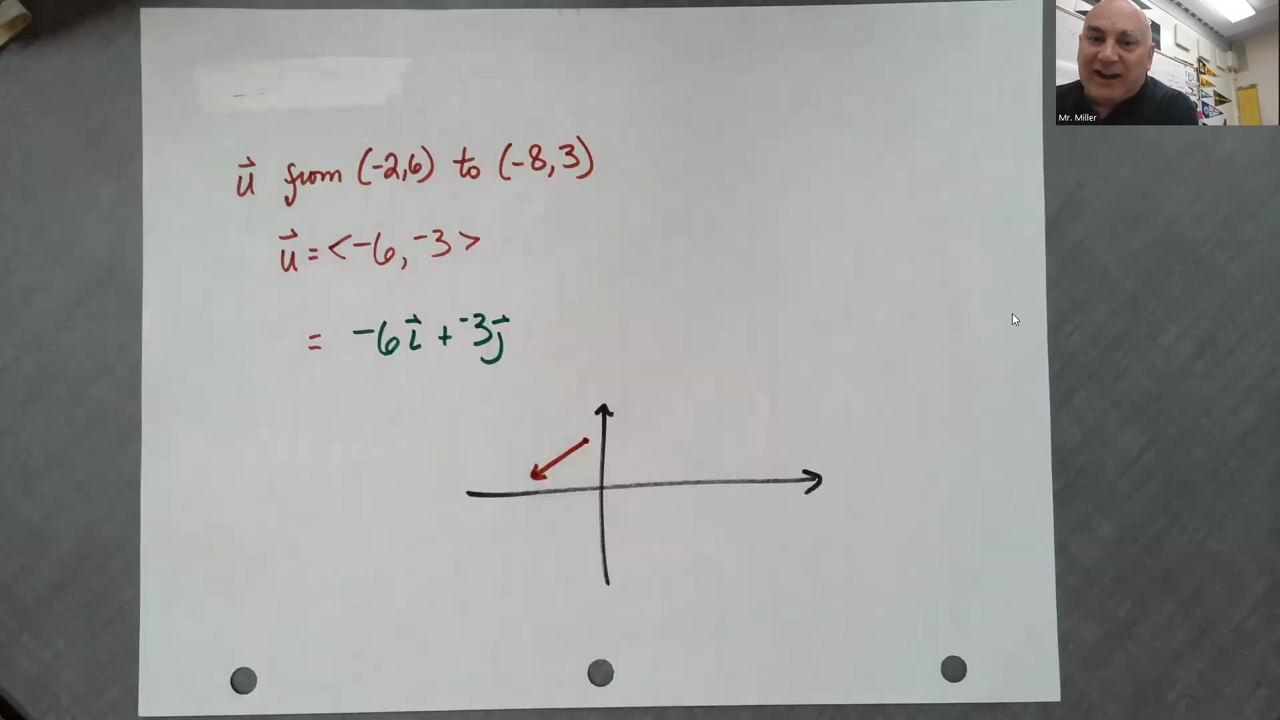 u⃗ from (-2,6) to (-8,3)
u⃗ = <-6, -3>
= -6i⃗ + -3j⃗
Mr. Miller